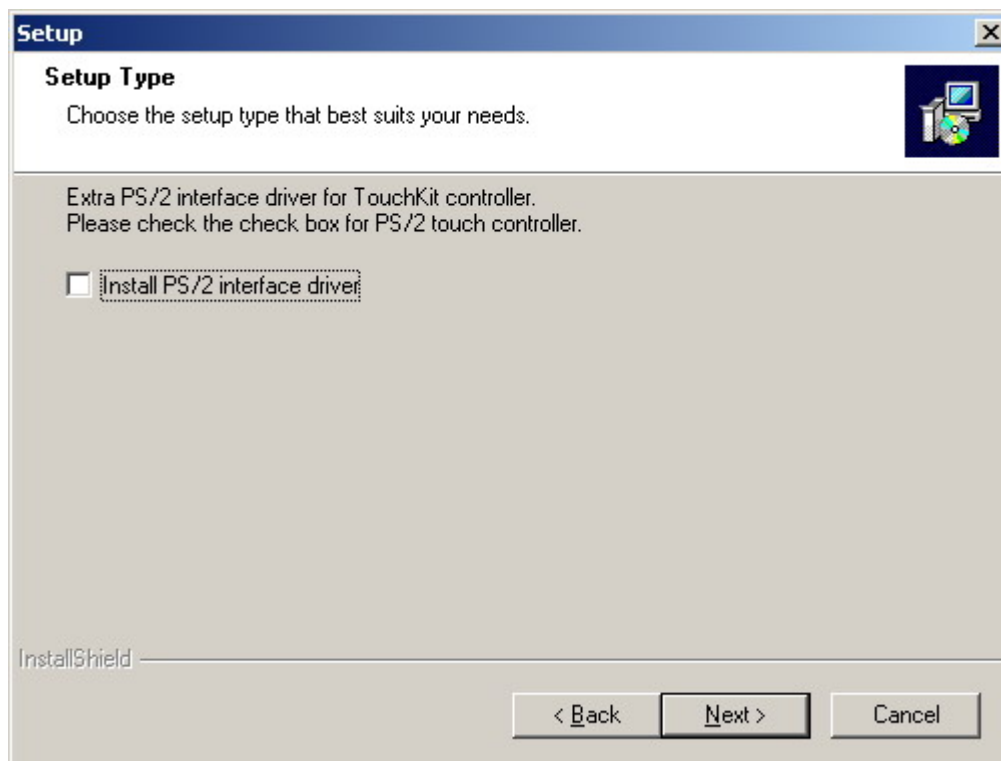 Setup
Setup Type
Choose the setup type that best suits your needs.
Extra PS/2 interface driver for TouchKit controller.
Please check the check box for PS/2 touch controller.
Install PS/2 interface driver
InstallShield
< Back Next > Cancel